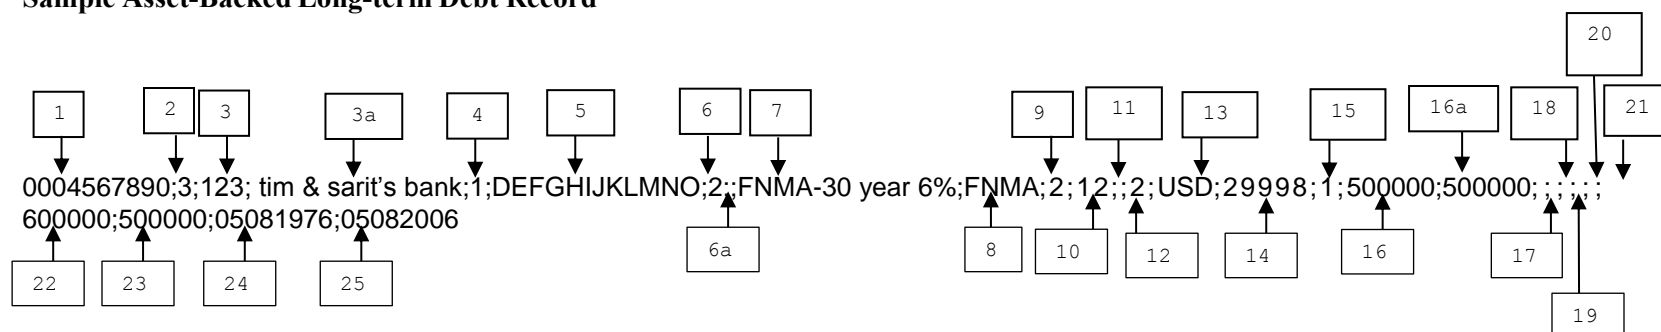 Sample Asset-Backed Long-term Debt Record
20
1 2 3 3a 4 5 6 7 9 11 13 15 16a 18 21
0004567890;3;123; tim & sarit's bank;1;DEFGHIJKLMNO;2;;FNMA-30 year 6%;FNMA;2;12;;2;USD;29998;1;500000;500000;;;;;;
600000;500000;05081976;05082006
22 23 24 25 6a 8 10 12 14 16 17
19